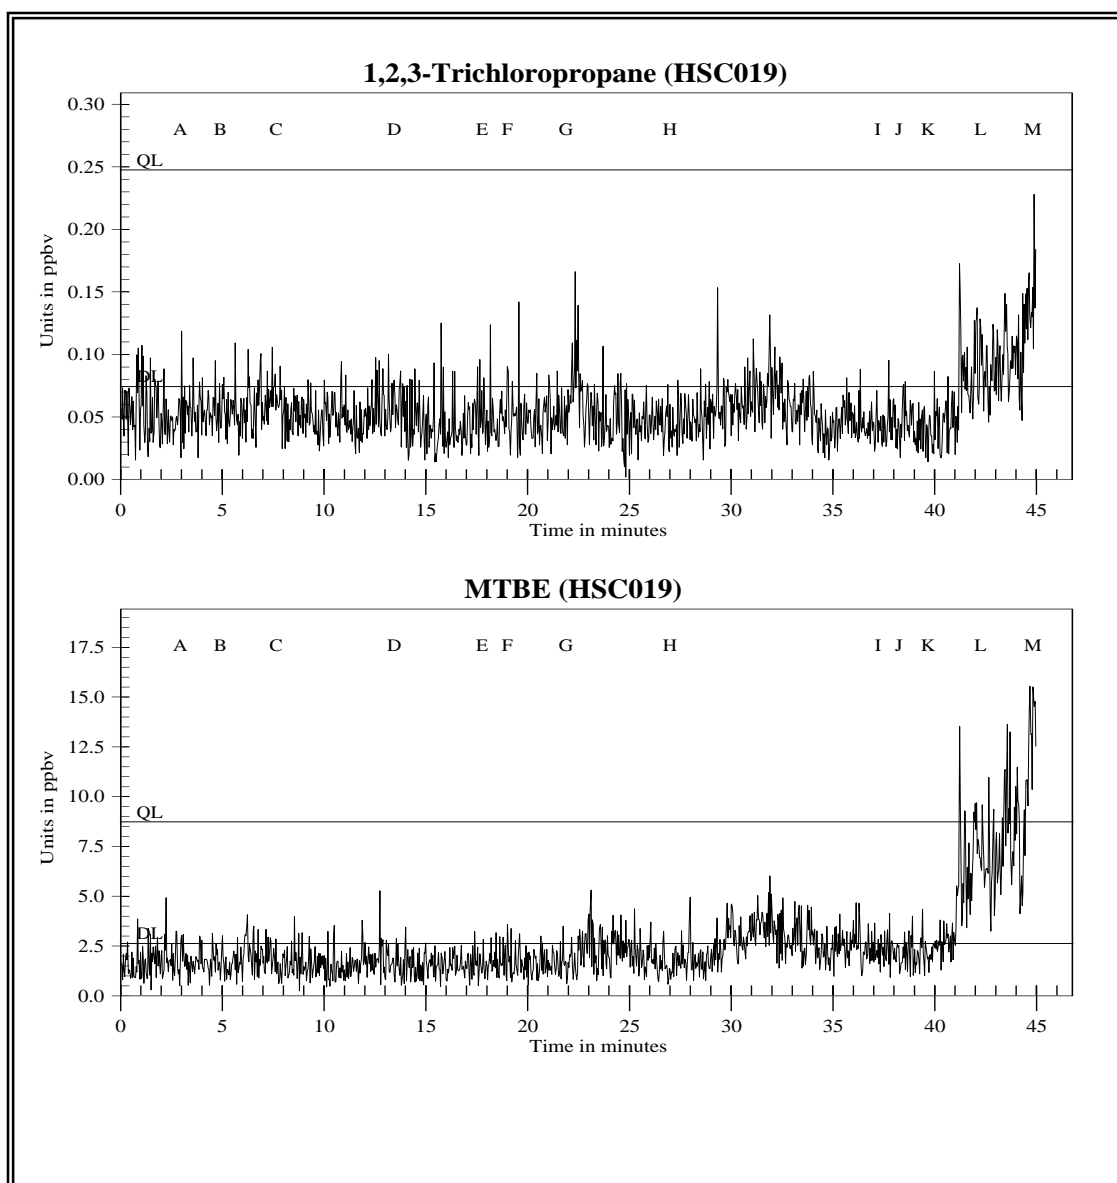 1,2,3-Trichloropropane (HSC019)
Units in ppbv
0.30
0.25
0.20
0.15
0.10
0.05
0.00
A B C D E F G H I J K L M
QL
DL
0 5 10 15 20 25 30 35 40 45
Time in minutes
MTBE (HSC019)
Units in ppbv
17.5
15.0
12.5
10.0
7.5
5.0
2.5
0.0
A B C D E F G H I J K L M
QL
DL
0 5 10 15 20 25 30 35 40 45
Time in minutes